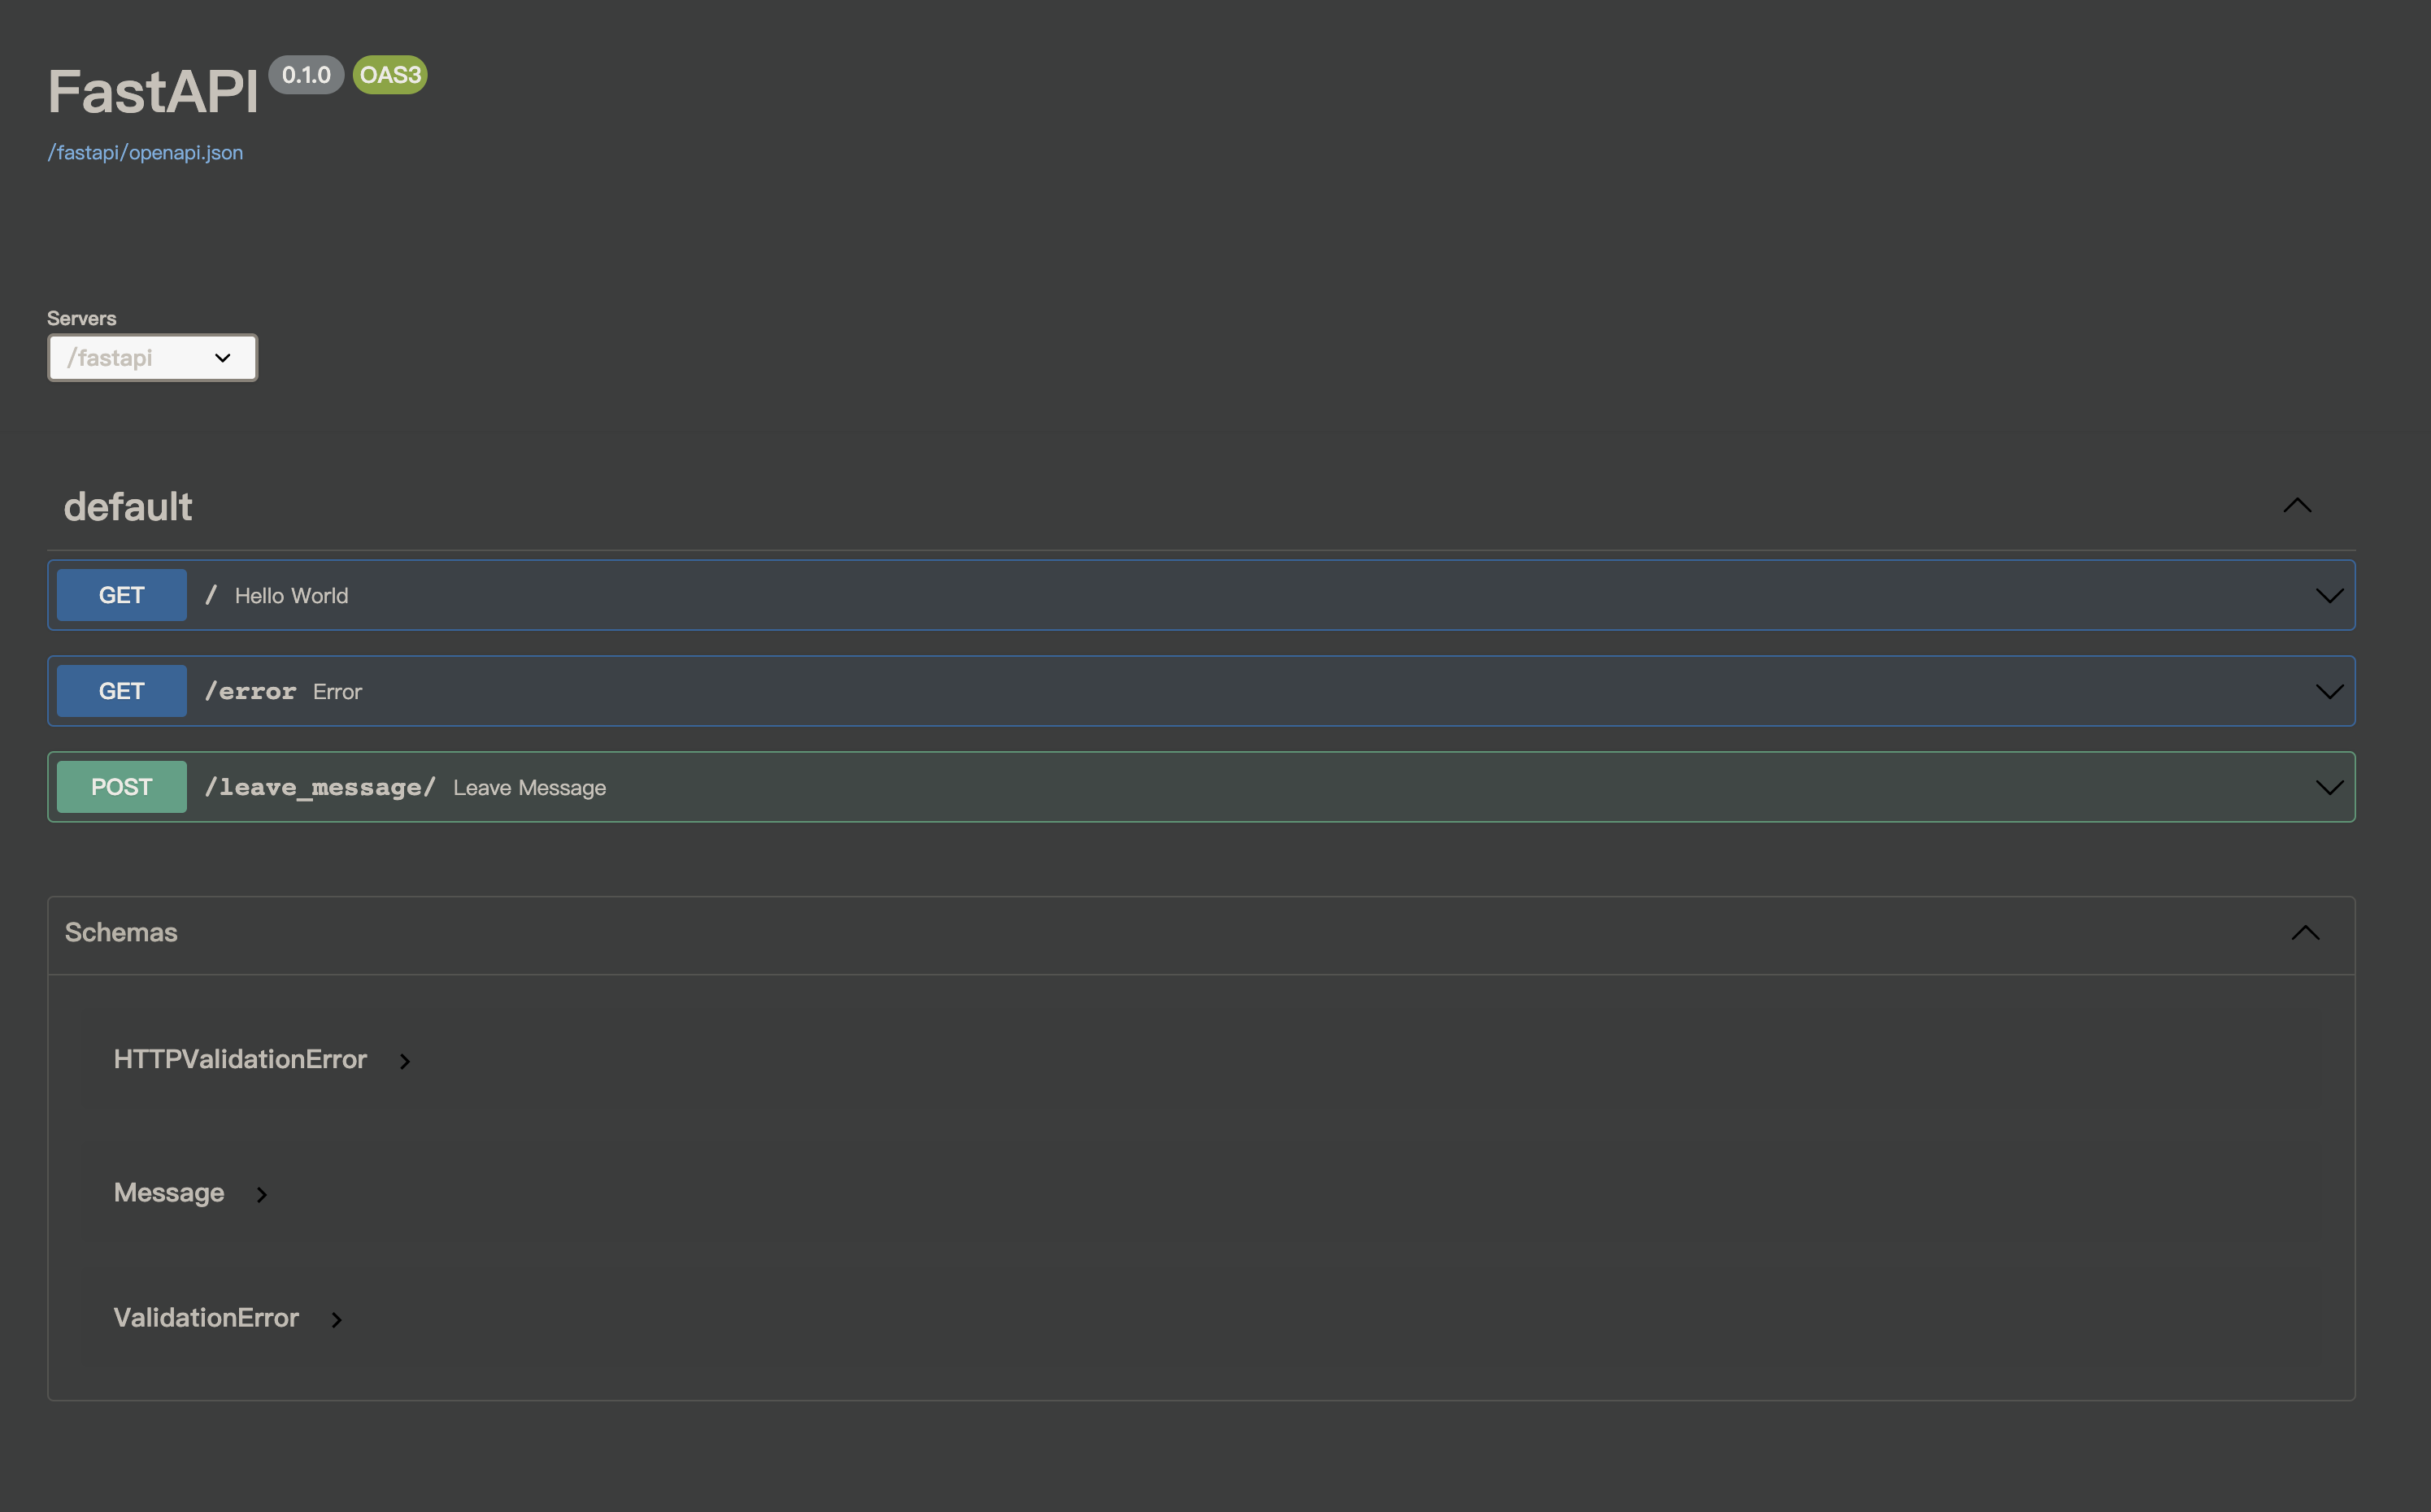 FastAPI 0.1.0 OAS3
/fastapi/openapi.json
Servers
/fastapi
default
GET / Hello World
GET /error Error
POST /leave_message/ Leave Message
Schemas
HTTPValidationError
Message
ValidationError